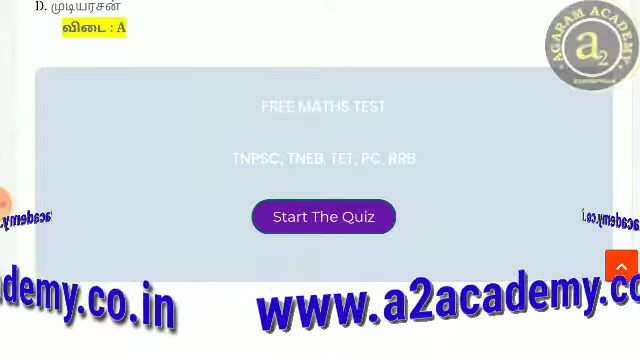 D. முடியரசன்
விடை : A
AGARAM ACADEMY
a2
FREE MATHS TEST
TNPSC, TNEB, TET, PC, RRB
Start The Quiz
academy.co.in
www.a2academy.co